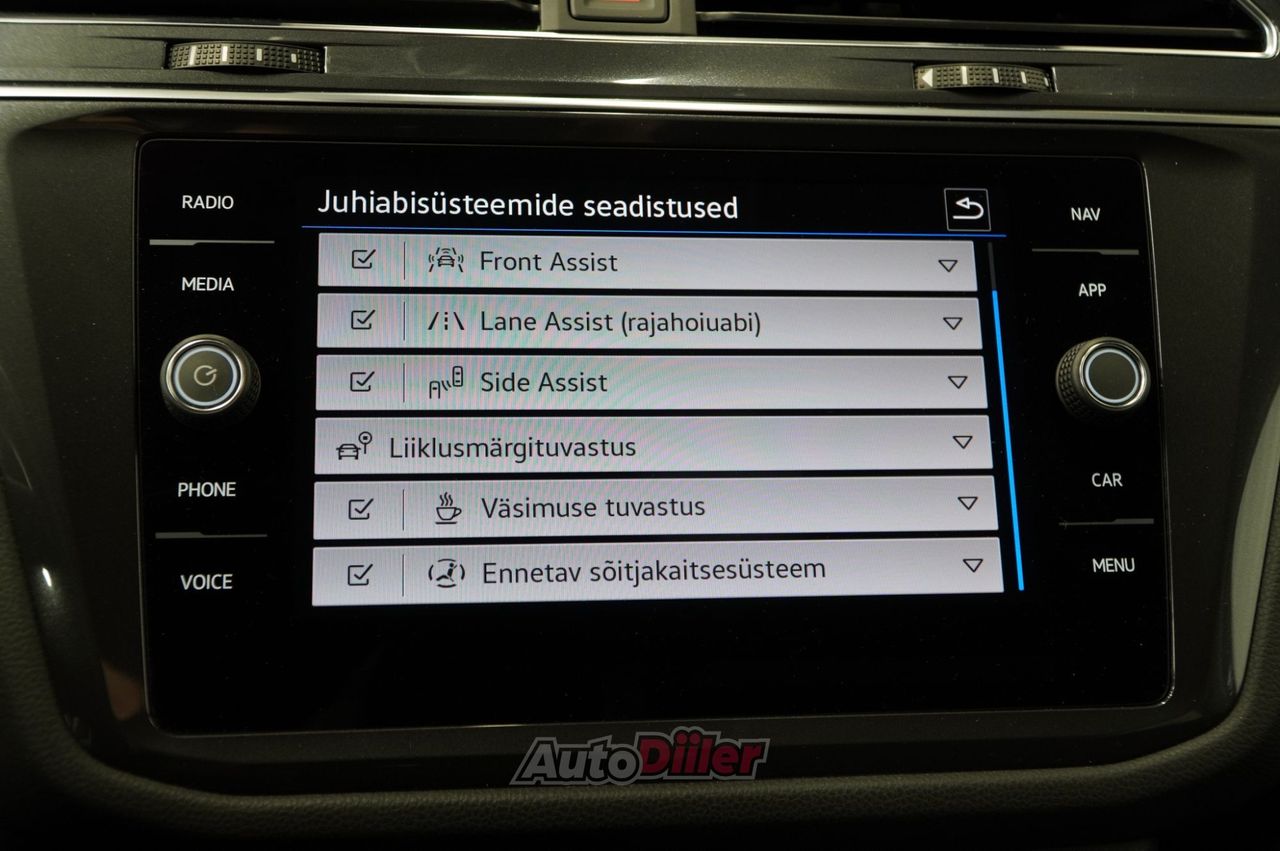 RADIO
MEDIA
PHONE
VOICE
Juhiabisüsteemide seadistused
Front Assist
Lane Assist (rajahoiuabi)
Side Assist
Liiklusmärgituvastus
Väsimuse tuvastus
Ennetav sõitjakaitsesüsteem
NAV
APP
CAR
MENU
AutoDiiler